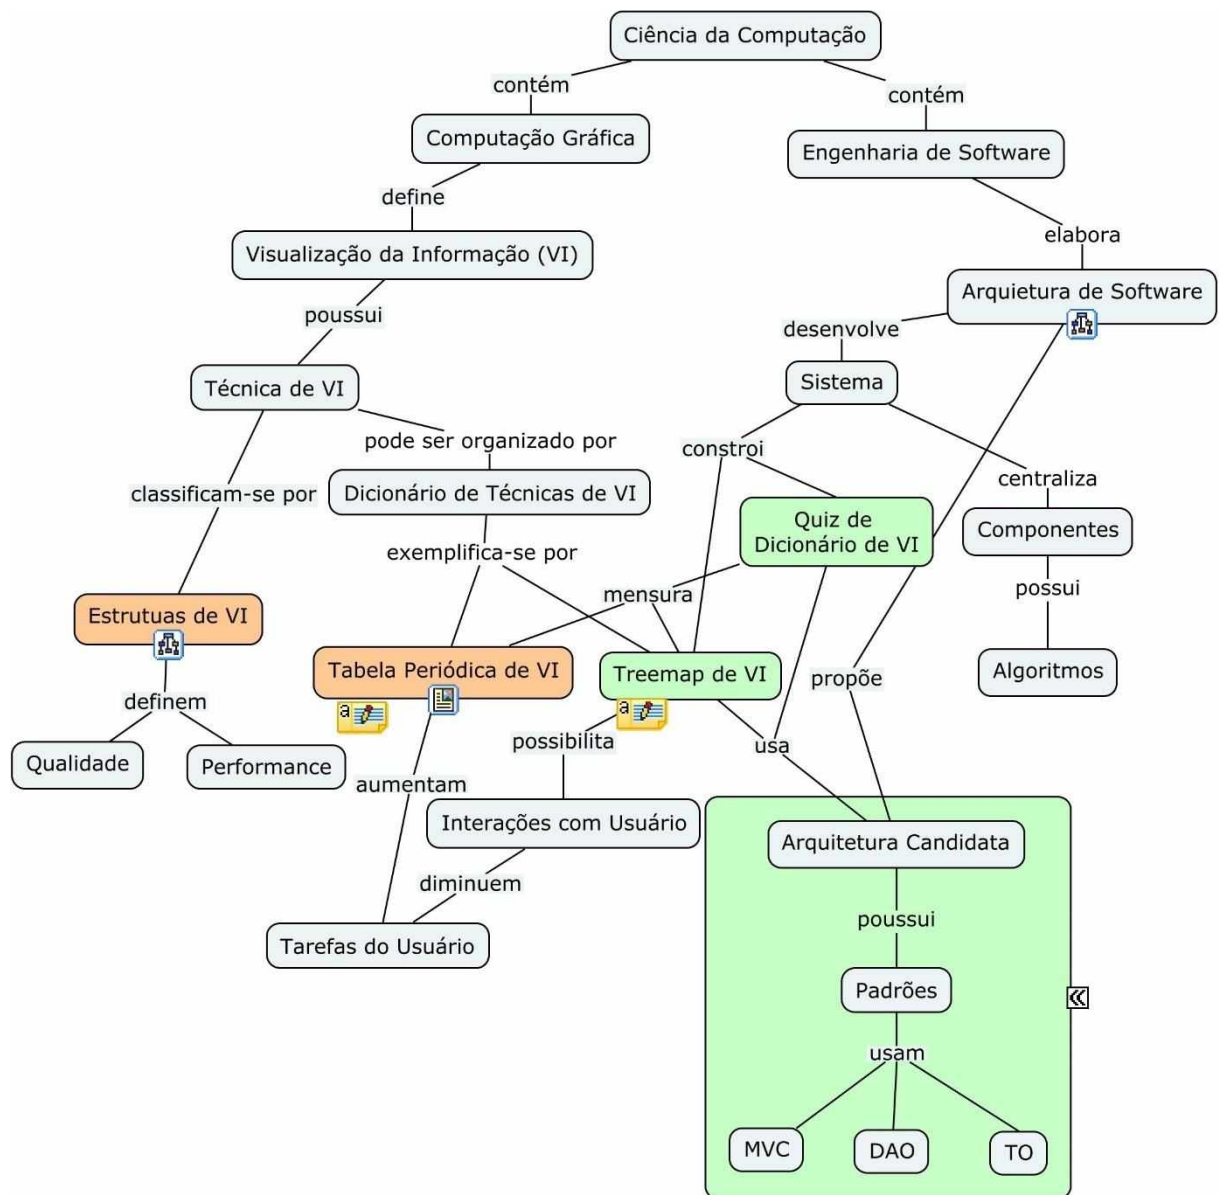 Ciência da Computação
contém
contém
Computação Gráfica
Engenharia de Software
define
elabora
Visualização da Informação (VI)
Arquietura de Software
poussui
desenvolve
Técnica de VI
Sistema
pode ser organizado por
constroi
classificam-se por
Dicionário de Técnicas de VI
centraliza
Quiz de
Dicionário de VI
Componentes
exemplifica-se por
mensura
possui
Estrutuas de VI
Tabela Periódica de VI
Treemap de VI
propõe
Algoritmos
definem
a
a
possibilita
usa
Qualidade
Performance
aumentam
Interações com Usuário
Arquitetura Candidata
diminuem
poussui
Tarefas do Usuário
Padrões
usam
MVC
DAO
TO